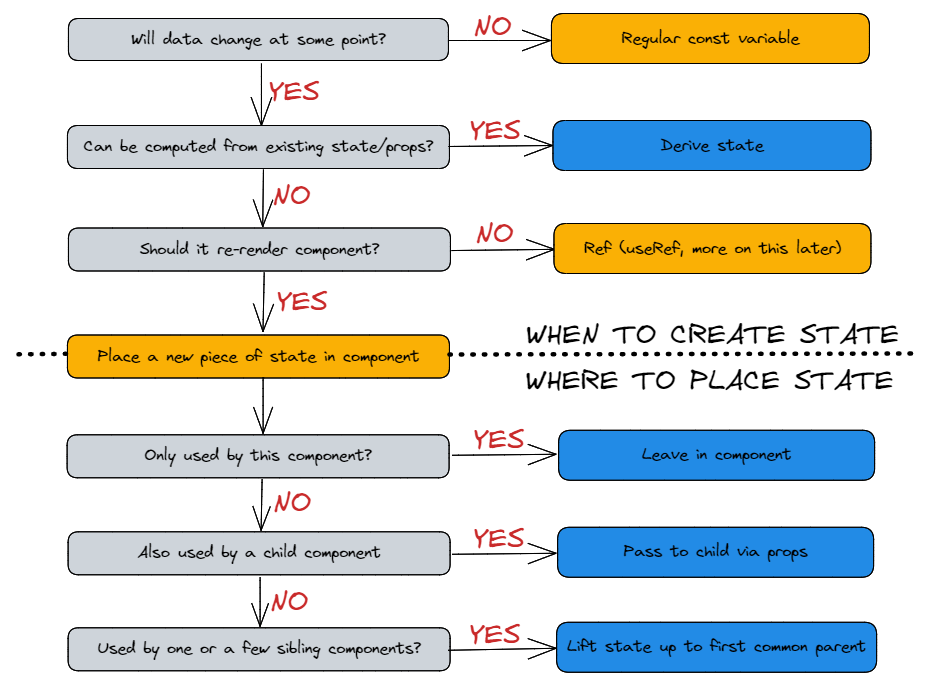 Will data change at some point?
NO
Regular const variable
YES
Can be computed from existing state/props?
YES
Derive state
NO
Should it re-render component?
NO
Ref (useRef, more on this later)
YES
WHEN TO CREATE STATE
Place a new piece of state in component
WHERE TO PLACE STATE
Only used by this component?
YES
Leave in component
NO
Also used by a child component
YES
Pass to child via props
NO
Used by one or a few sibling components?
YES
Lift state up to first common parent